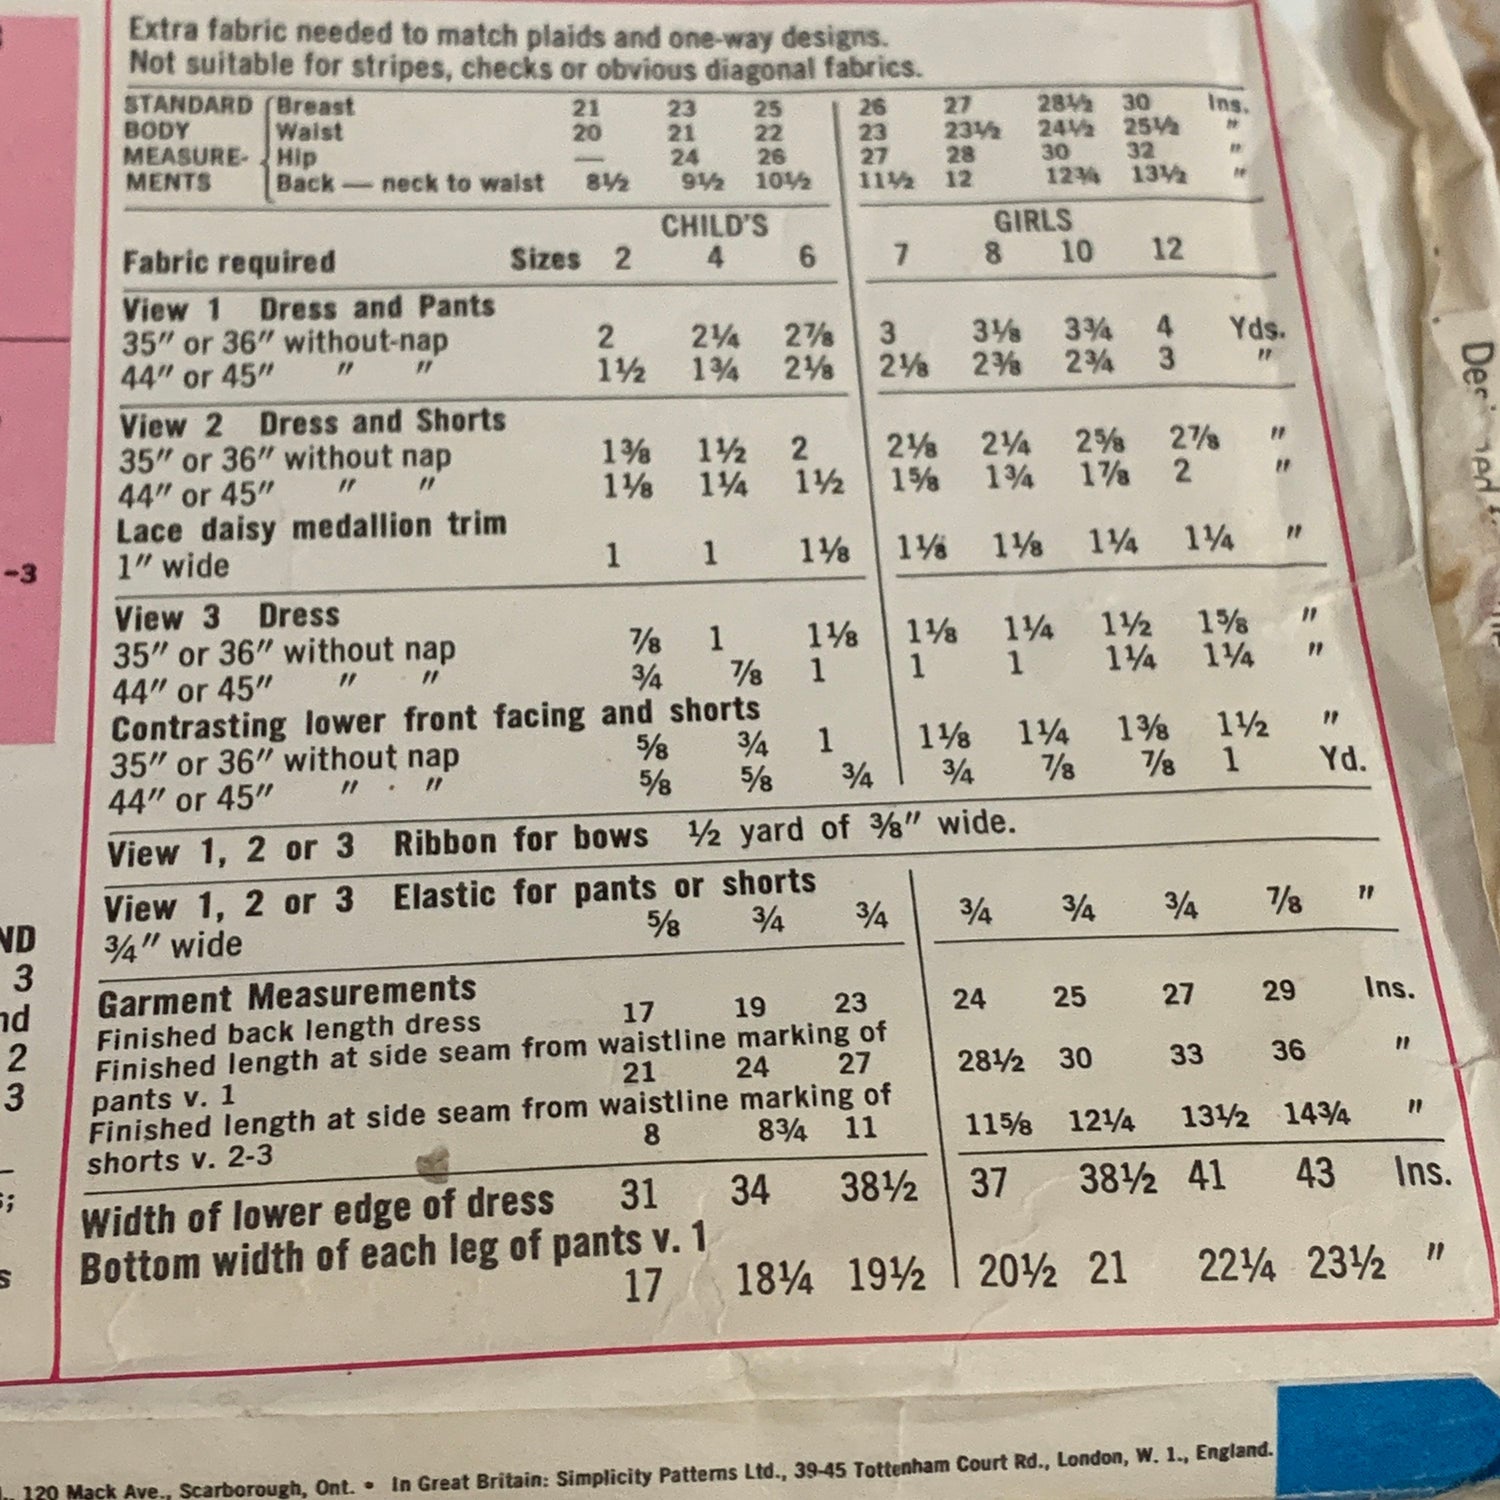 Extra fabric needed to match plaids and one-way designs.
Not suitable for stripes, checks or obvious diagonal fabrics.
STANDARD Breast 21 23 25 26 27 28½ 30 Ins.
BODY Waist 20 21 22 23 23½ 24½ 25½ "
MEASURE- Hip — 24 26 27 28 30 32 "
MENTS Back — neck to waist 8½ 9½ 10½ 11½ 12 12¾ 13½ "
CHILD'S GIRLS
Fabric required Sizes 2 4 6 7 8 10 12
View 1 Dress and Pants
35" or 36" without-nap 2 2¼ 2⅞ 3 3⅛ 3¾ 4 Yds.
44" or 45" " " 1½ 1¾ 2⅛ 2⅛ 2⅜ 2¾ 3 "
View 2 Dress and Shorts
35" or 36" without nap 1⅜ 1½ 2 2⅛ 2¼ 2⅝ 2⅞ "
44" or 45" " " 1⅛ 1¼ 1½ 1⅝ 1¾ 1⅞ 2 "
Lace daisy medallion trim
1" wide 1 1 1⅛ 1⅛ 1⅛ 1¼ 1¼ "
View 3 Dress
35" or 36" without nap ⅞ 1 1⅛ 1⅛ 1¼ 1½ 1⅝ "
44" or 45" " " ¾ ⅞ 1 1 1 1¼ 1¼ "
Contrasting lower front facing and shorts
35" or 36" without nap ⅝ ¾ 1 1⅛ 1¼ 1⅜ 1½ "
44" or 45" " " ⅝ ⅝ ¾ ¾ ⅞ ⅞ 1 Yd.
View 1, 2 or 3 Ribbon for bows ½ yard of ⅜" wide.
View 1, 2 or 3 Elastic for pants or shorts
¾" wide ⅝ ¾ ¾ ¾ ¾ ¾ ⅞ "
Garment Measurements
Finished back length dress 17 19 23 24 25 27 29 Ins.
Finished length at side seam from waistline marking of
pants v. 1 21 24 27 28½ 30 33 36 "
Finished length at side seam from waistline marking of
shorts v. 2-3 8 8¾ 11 11⅝ 12¼ 13½ 14¾ "
Width of lower edge of dress 31 34 38½ 37 38½ 41 43 Ins.
Bottom width of each leg of pants v. 1
17 18¼ 19½ 20½ 21 22¼ 23½ "
120 Mack Ave., Scarborough, Ont. • In Great Britain: Simplicity Patterns Ltd., 39-45 Tottenham Court Rd., London, W. 1., England.
-3
ND
3
nd
2
3